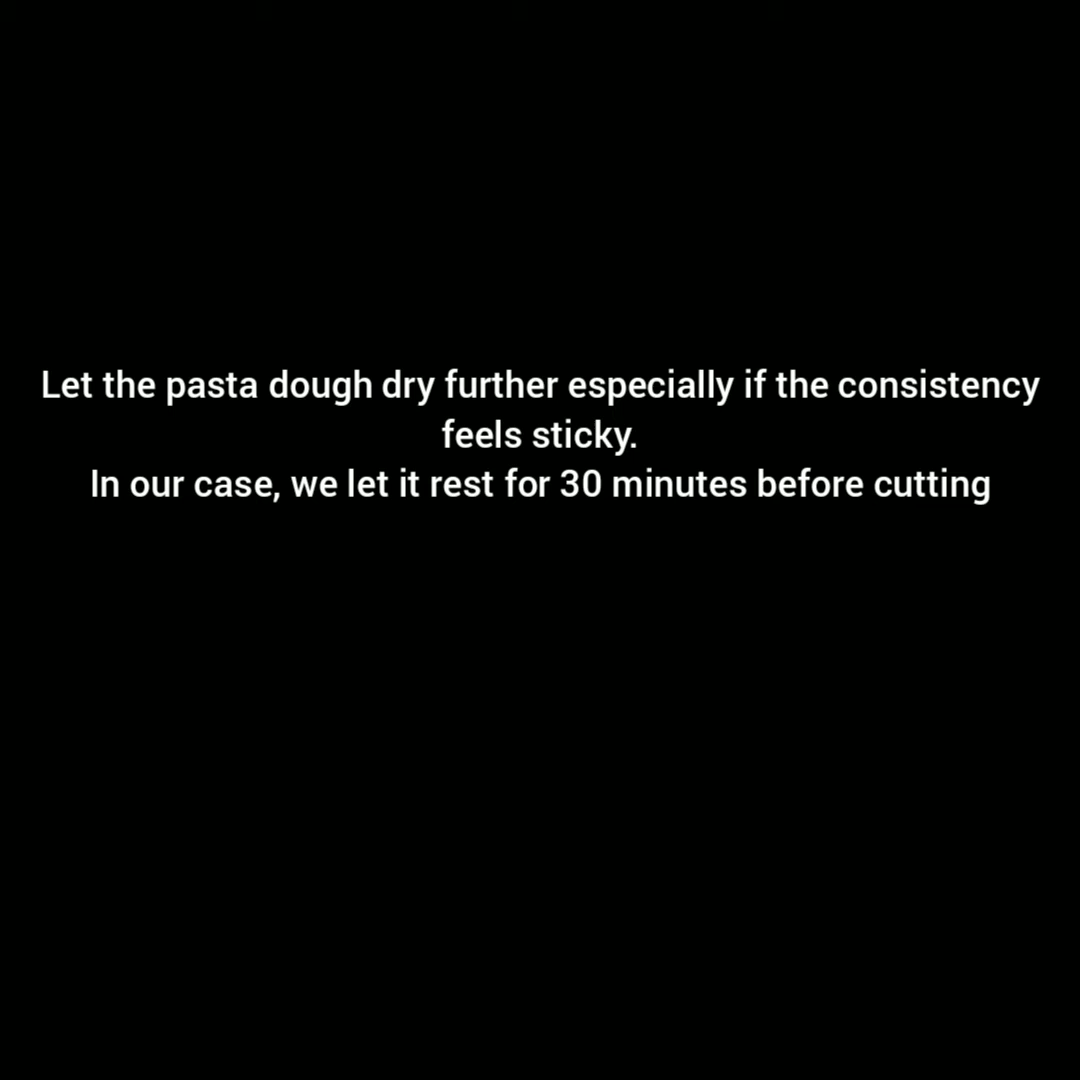 Let the pasta dough dry further especially if the consistency
feels sticky.
In our case, we let it rest for 30 minutes before cutting